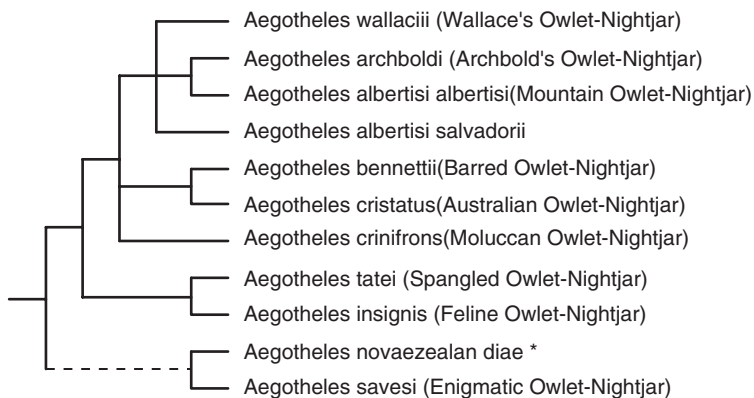 Aegotheles wallaciii (Wallace's Owlet-Nightjar)
Aegotheles archboldi (Archbold's Owlet-Nightjar)
Aegotheles albertisi albertisi(Mountain Owlet-Nightjar)
Aegotheles albertisi salvadorii
Aegotheles bennettii(Barred Owlet-Nightjar)
Aegotheles cristatus(Australian Owlet-Nightjar)
Aegotheles crinifrons(Moluccan Owlet-Nightjar)
Aegotheles tatei (Spangled Owlet-Nightjar)
Aegotheles insignis (Feline Owlet-Nightjar)
Aegotheles novaezealan diae *
Aegotheles savesi (Enigmatic Owlet-Nightjar)